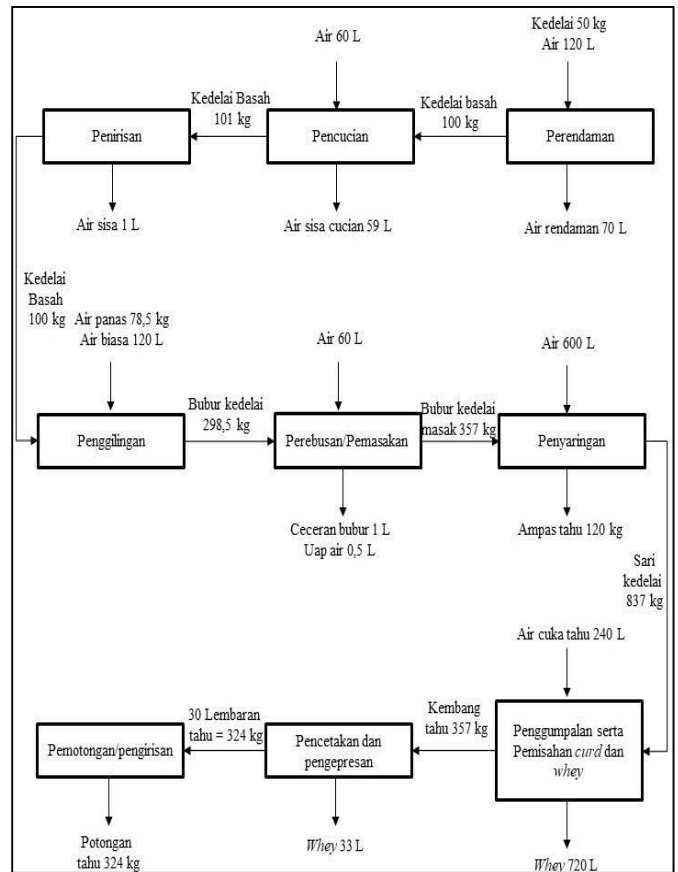 Kedelai 50 kg
Air 120 L
Air 60 L
Kedelai Basah
101 kg
Kedelai basah
100 kg
Penirisan
Pencucian
Perendaman
Air sisa 1 L
Air sisa cucian 59 L
Air rendaman 70 L
Kedelai
Basah
100 kg
Air panas 78,5 kg
Air biasa 120 L
Air 60 L
Air 600 L
Bubur kedelai
298,5 kg
Bubur kedelai
masak 357 kg
Penggilingan
Perebusan/Pemasakan
Penyaringan
Ceceran bubur 1 L
Uap air 0,5 L
Ampas tahu 120 kg
Sari
kedelai
837 kg
Air cuka tahu 240 L
30 Lembaran
tahu = 324 kg
Kembang
tahu 357 kg
Pemotongan/pengirisan
Pencetakan dan
pengepresan
Penggumpalan serta
Pemisahan curd dan
whey
Potongan
tahu 324 kg
Whey 33 L
Whey 720 L